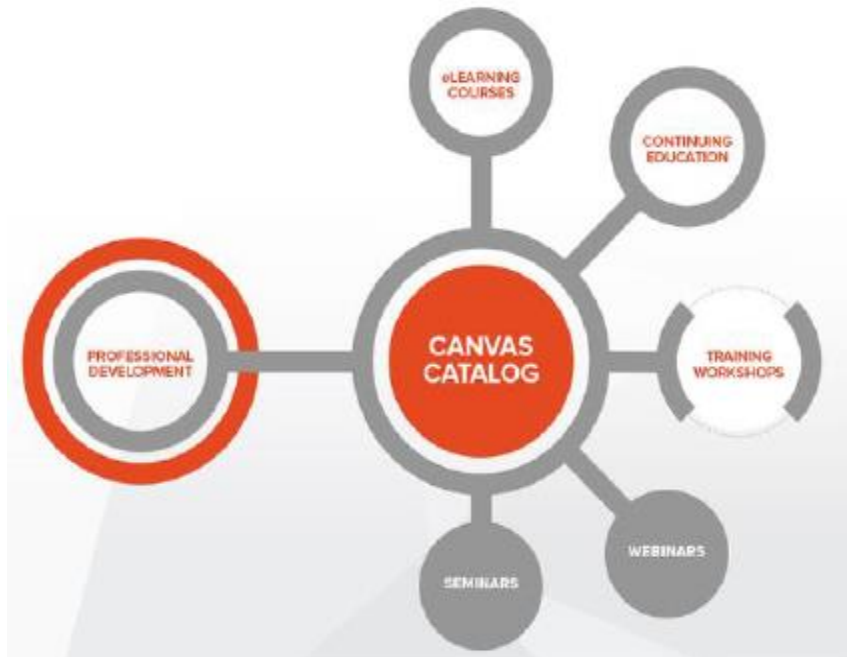 eLEARNING
COURSES
CONTINUING
EDUCATION
PROFESSIONAL
DEVELOPMENT
CANVAS
CATALOG
TRAINING
WORKSHOPS
WEBINARS
SEMINARS